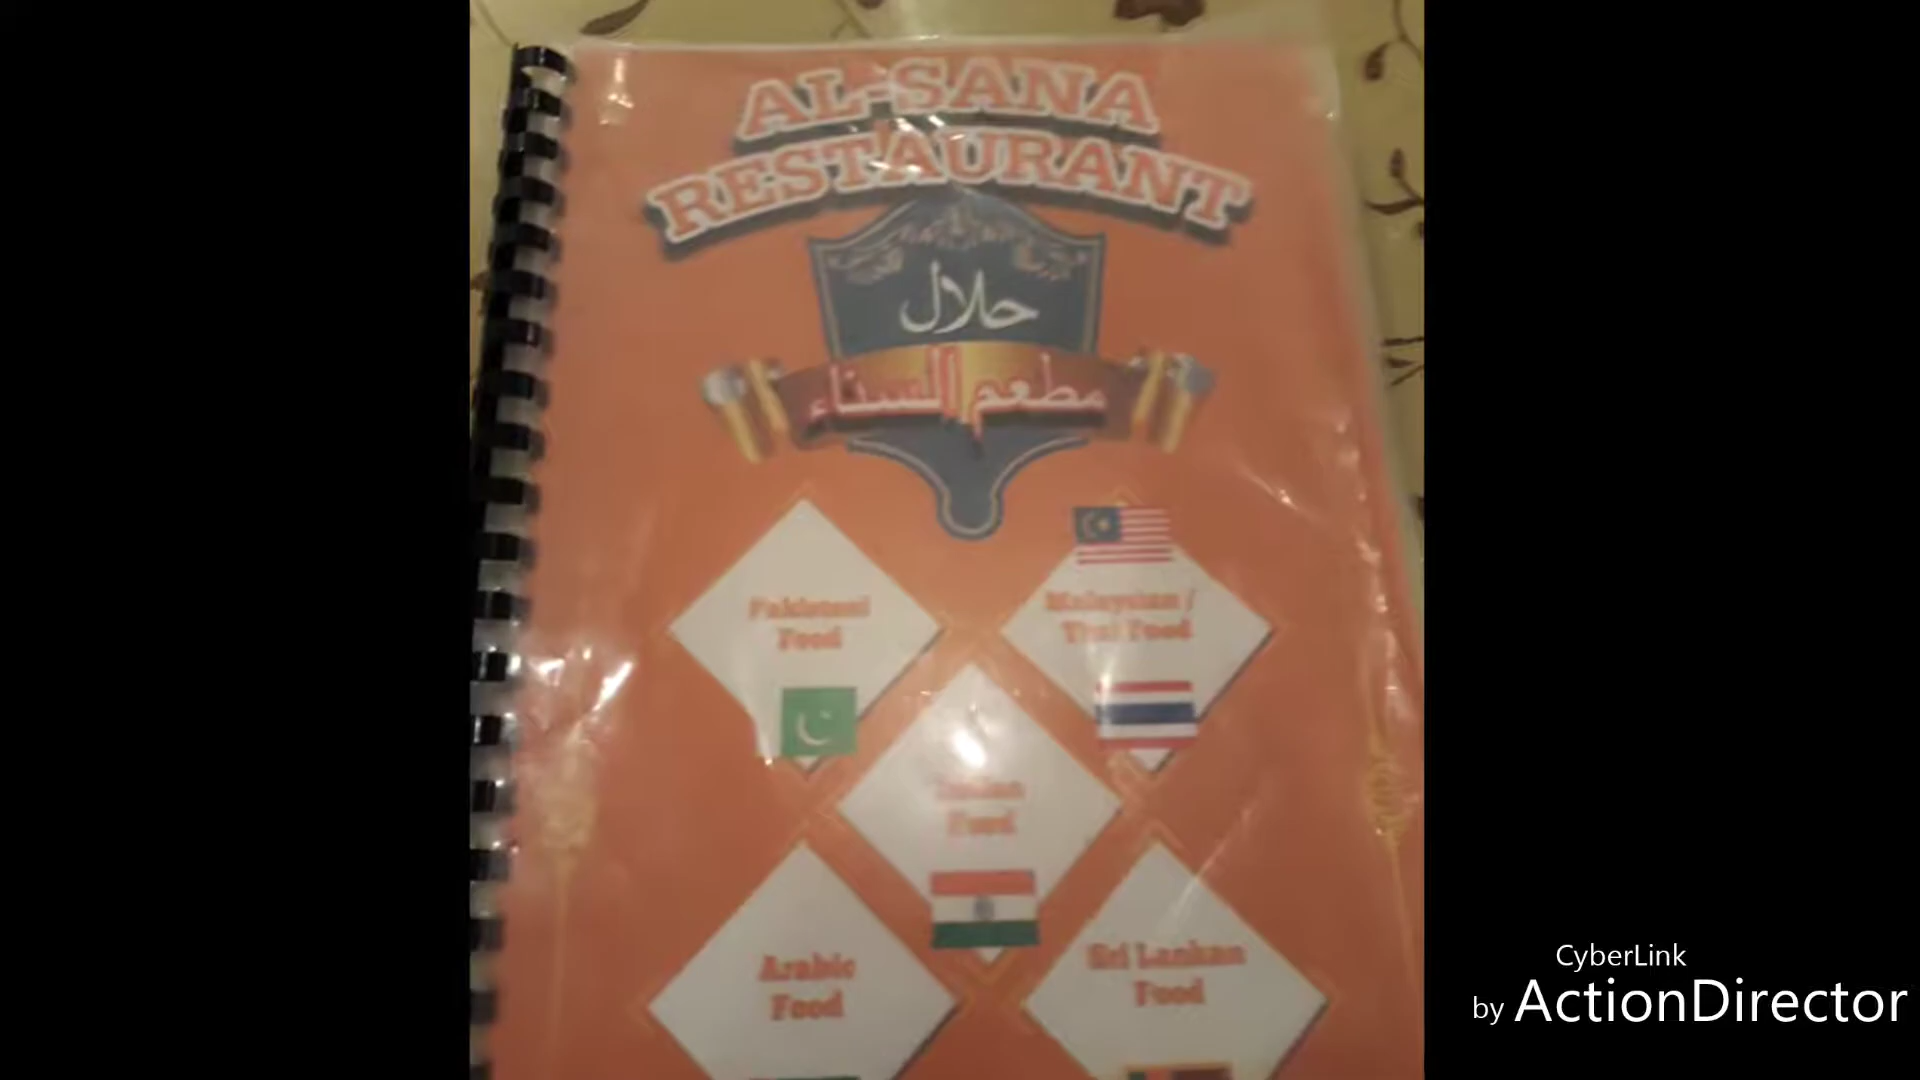 AL-SANA
RESTAURANT
حلال
مطعم السناء
Pakistani
Food
Malaysian /
Thai Food
Indian
Food
Arabic
Food
Sri Lankan
Food
CyberLink
by ActionDirector